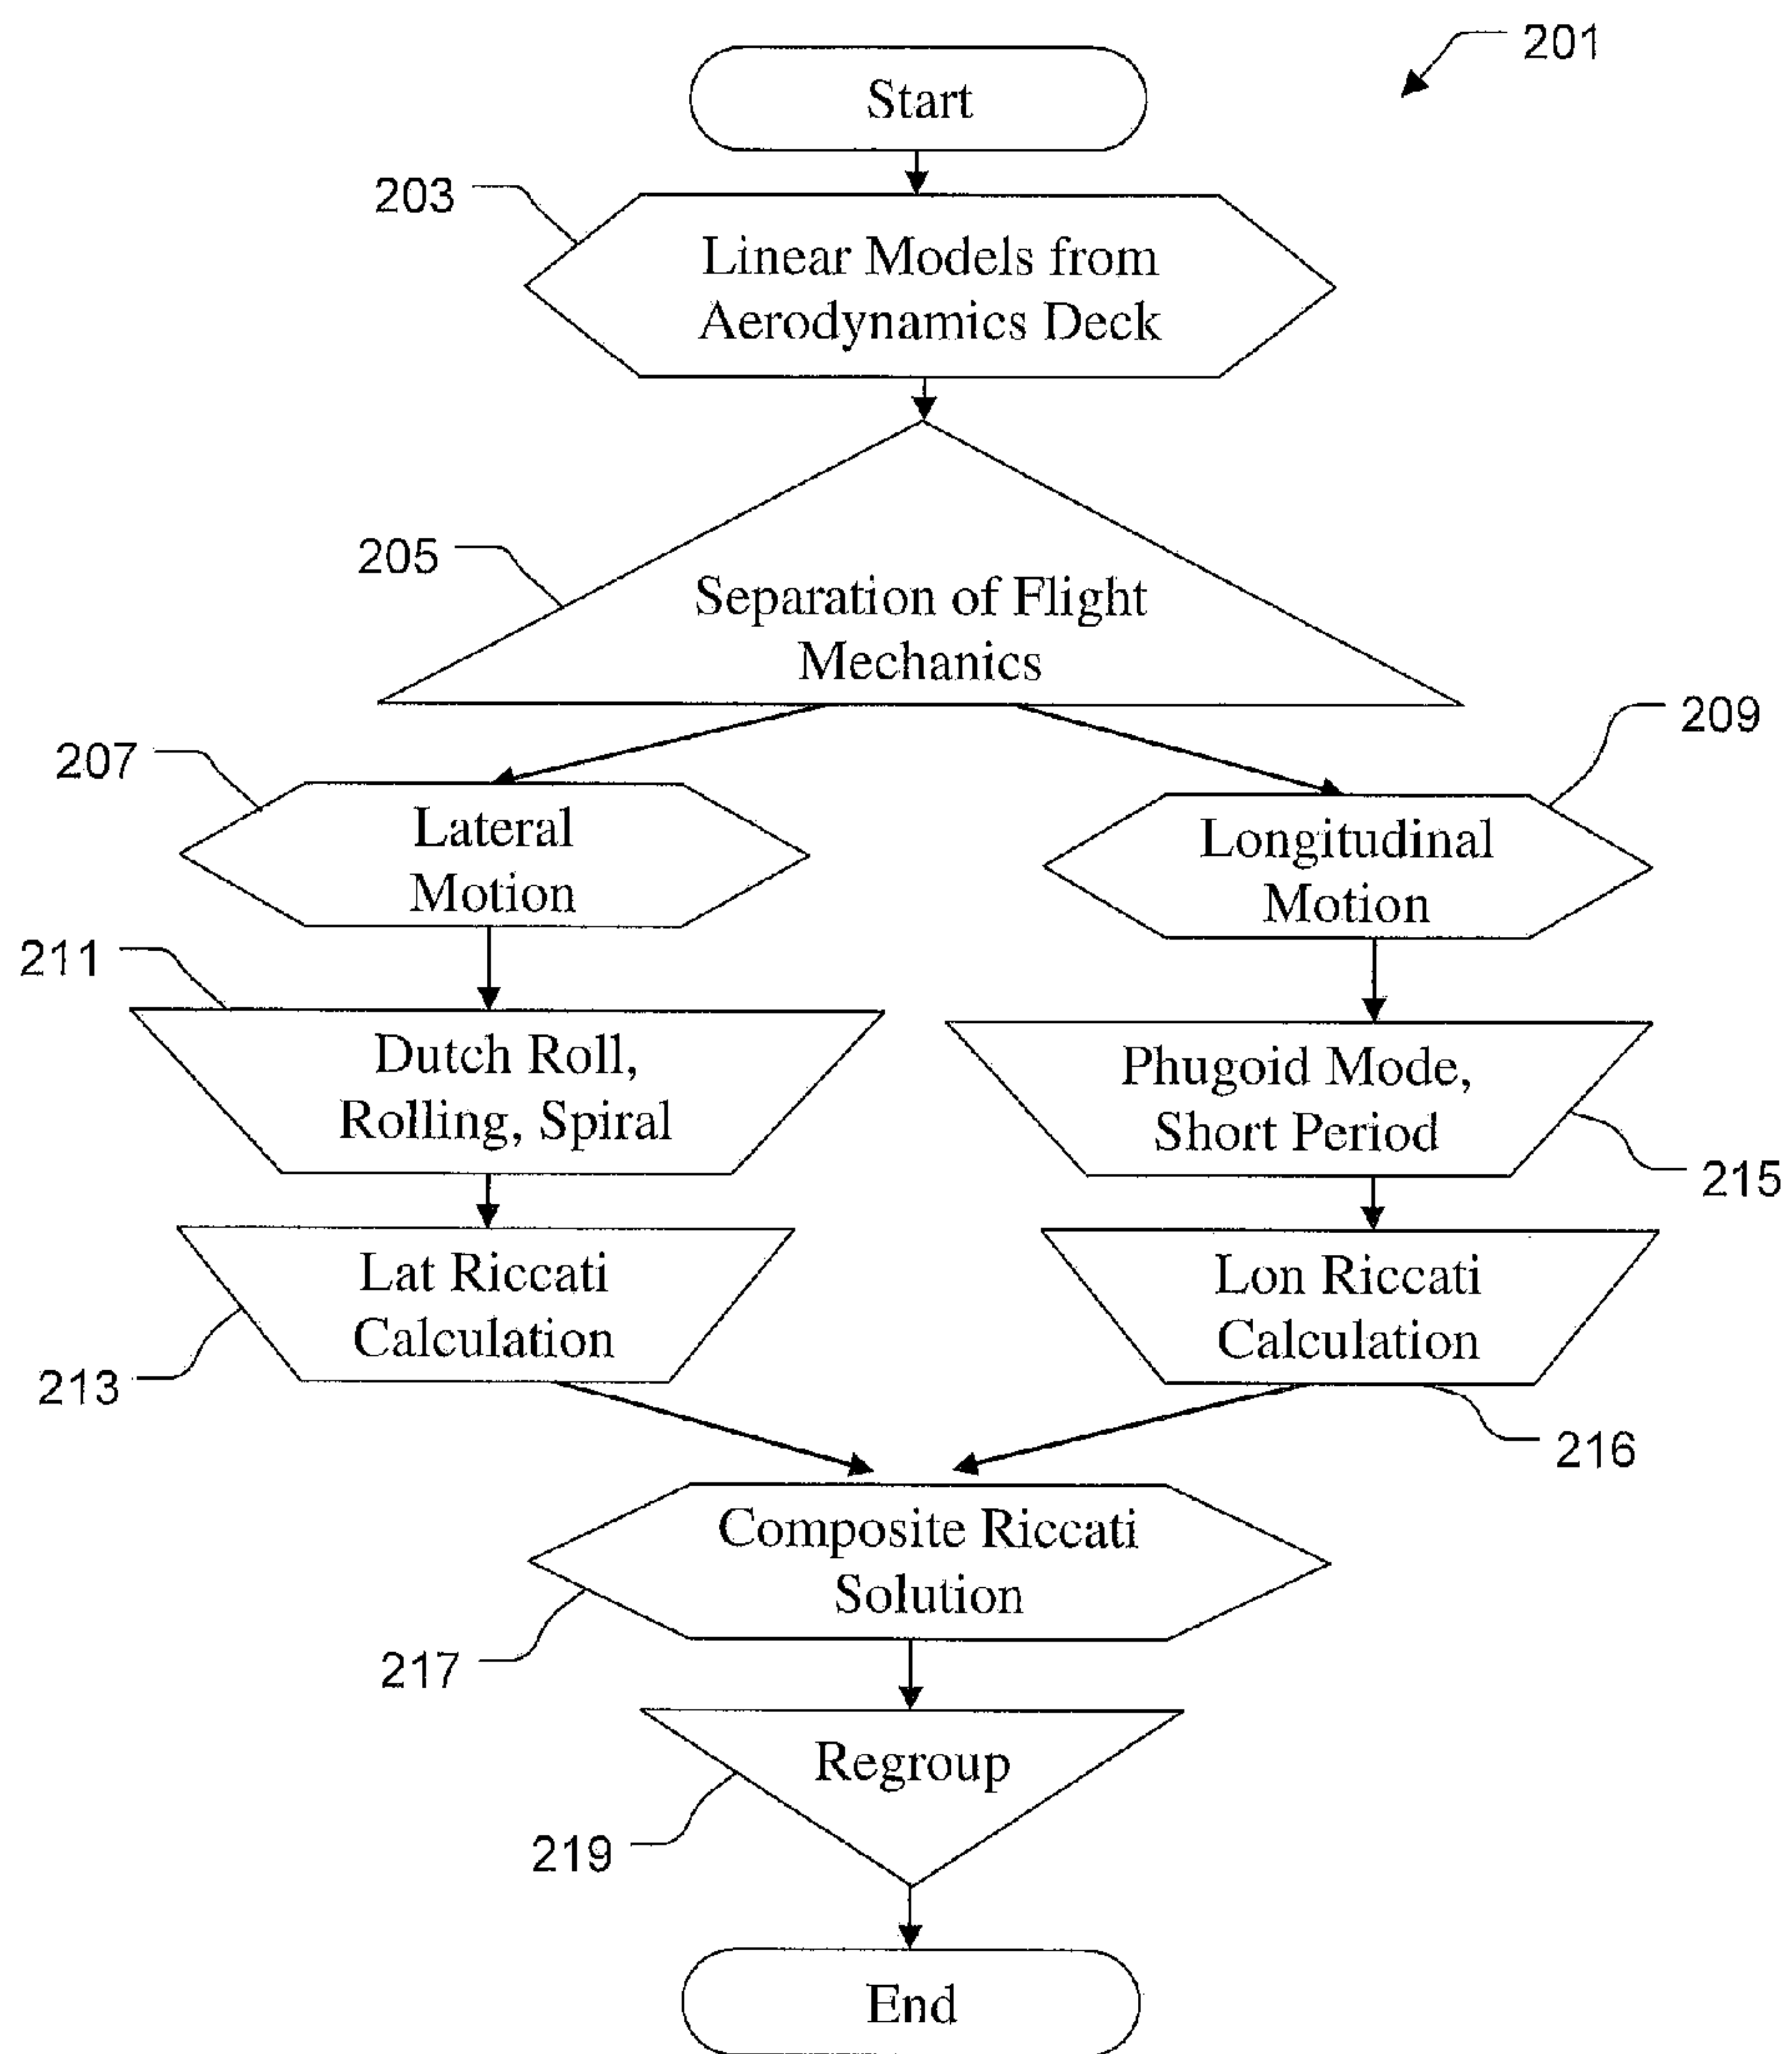 201
Start
203
Linear Models from
Aerodynamics Deck
205
Separation of Flight
Mechanics
207
Lateral
Motion
209
Longitudinal
Motion
211
Dutch Roll,
Rolling, Spiral
Phugoid Mode,
Short Period
215
213
Lat Riccati
Calculation
Lon Riccati
Calculation
216
Composite Riccati
Solution
217
Regroup
219
End